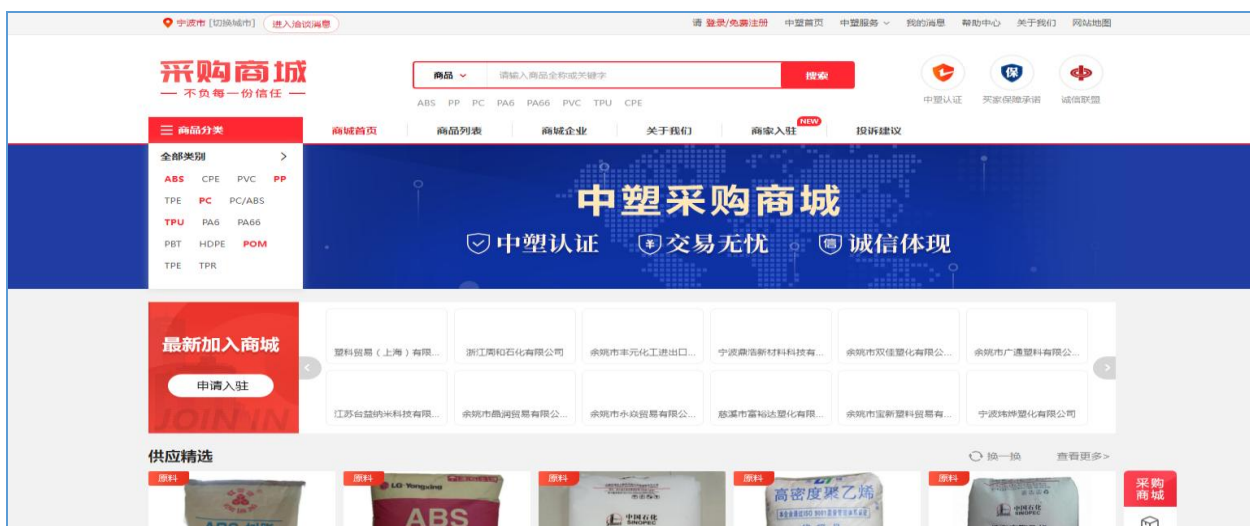 宁波市 [切换城市] 进入洽谈消息 请 登录/免费注册 中塑首页 中塑服务 我的消息 帮助中心 关于我们 网站地图
采购商城
不负每一份信任
商品 请输入商品全称或关键字 搜索
ABS PP PC PA6 PA66 PVC TPU CPE
中塑认证 买家保障承诺 诚信联盟
商品分类 商城首页 商品列表 商城企业 关于我们 商家入驻 NEW 投诉建议
全部类别 >
ABS CPE PVC PP
TPE PC PC/ABS
TPU PA6 PA66
PBT HDPE POM
TPE TPR
中塑采购商城
中塑认证 交易无忧 信 诚信体现
最新加入商城
申请入驻
JOIN IN
塑科贸易（上海）有限... 浙江周和石化有限公司 余姚市丰元化工进出口... 宁波鼎浩新材料科技有... 余姚市双佳塑化有限公... 余姚市广通塑料有限公...
江苏台益纳米科技有限... 余姚市晶润贸易有限公... 余姚市永焱贸易有限公... 慈溪市富裕达塑化有限... 余姚市宝新塑料贸易有... 宁波炜烨塑化有限公司
供应精选 换一换 查看更多>
原料 原料 原料 原料 原料
LG Yongxing
ABS
中国石化
SINOPEC
高密度聚乙烯
中国石化
SINOPEC
采购
商城